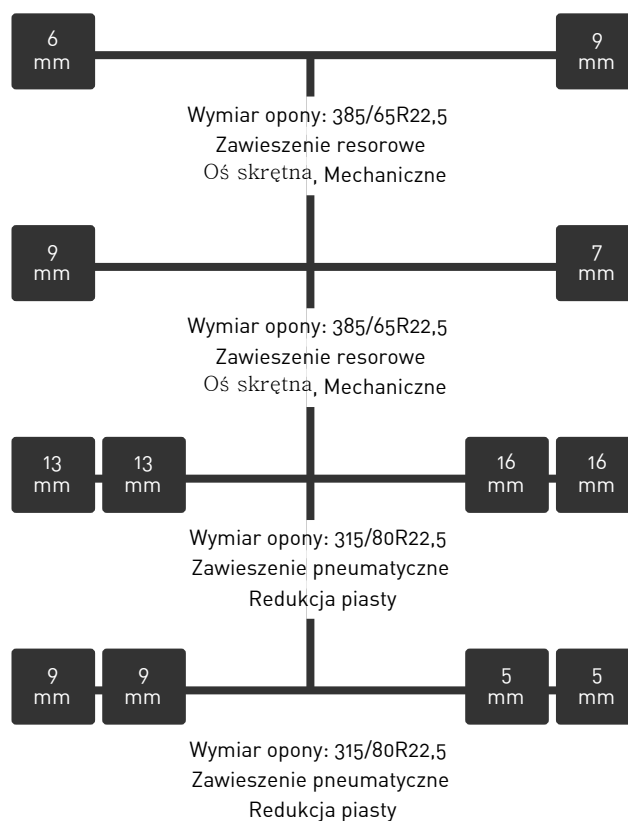 6 mm 9 mm
Wymiar opony: 385/65R22,5
Zawieszenie resorowe
Oś skrętna, Mechaniczne
9 mm 7 mm
Wymiar opony: 385/65R22,5
Zawieszenie resorowe
Oś skrętna, Mechaniczne
13 mm 13 mm 16 mm 16 mm
Wymiar opony: 315/80R22,5
Zawieszenie pneumatyczne
Redukcja piasty
9 mm 9 mm 5 mm 5 mm
Wymiar opony: 315/80R22,5
Zawieszenie pneumatyczne
Redukcja piasty